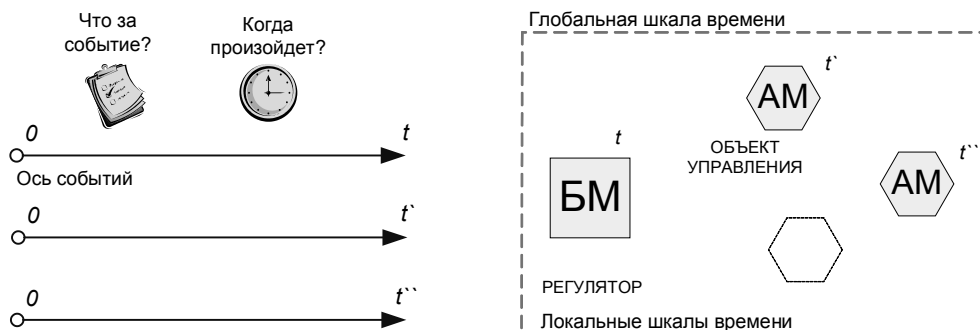 Что за
событие?
Когда
произойдет?
0
t
Ось событий
0
t`
0
t``
Глобальная шкала времени
t`
АМ
t
ОБЪЕКТ
УПРАВЛЕНИЯ
t``
АМ
БМ
РЕГУЛЯТОР
Локальные шкалы времени